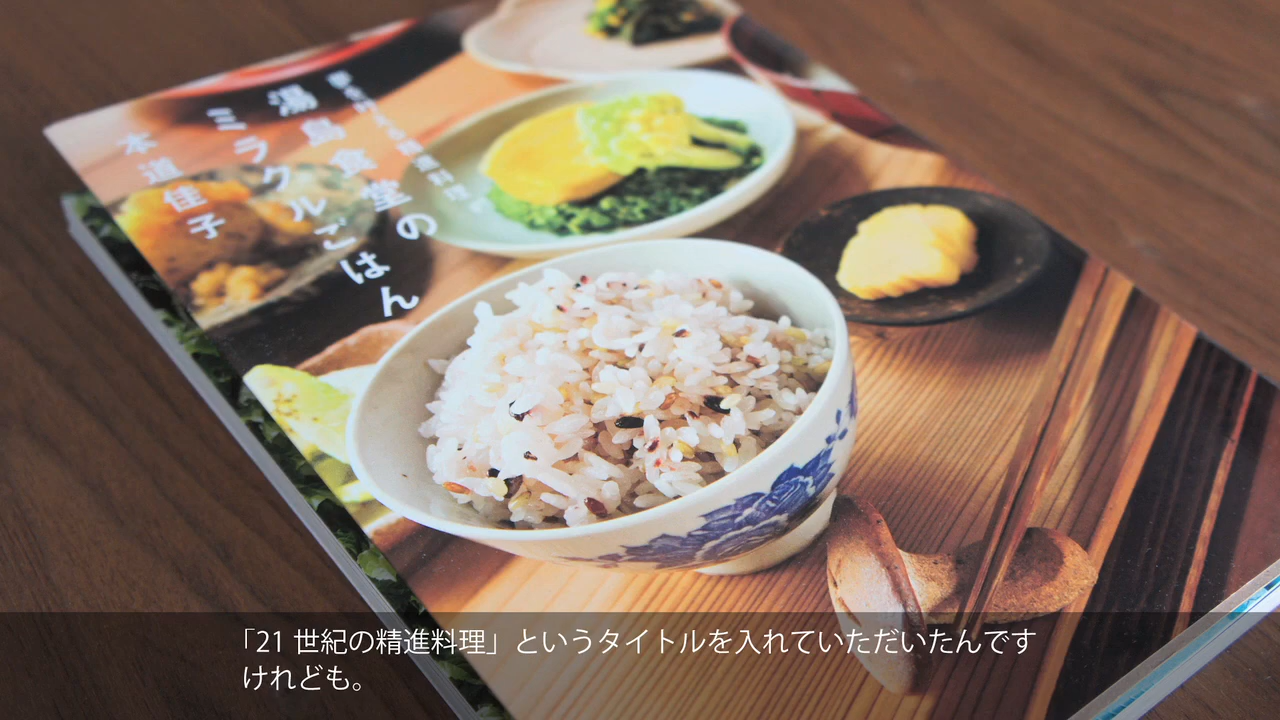 湯島食堂の
ミラクルごはん
本道佳子
「21 世紀の精進料理」というタイトルを入れていただいたんです
けれども。